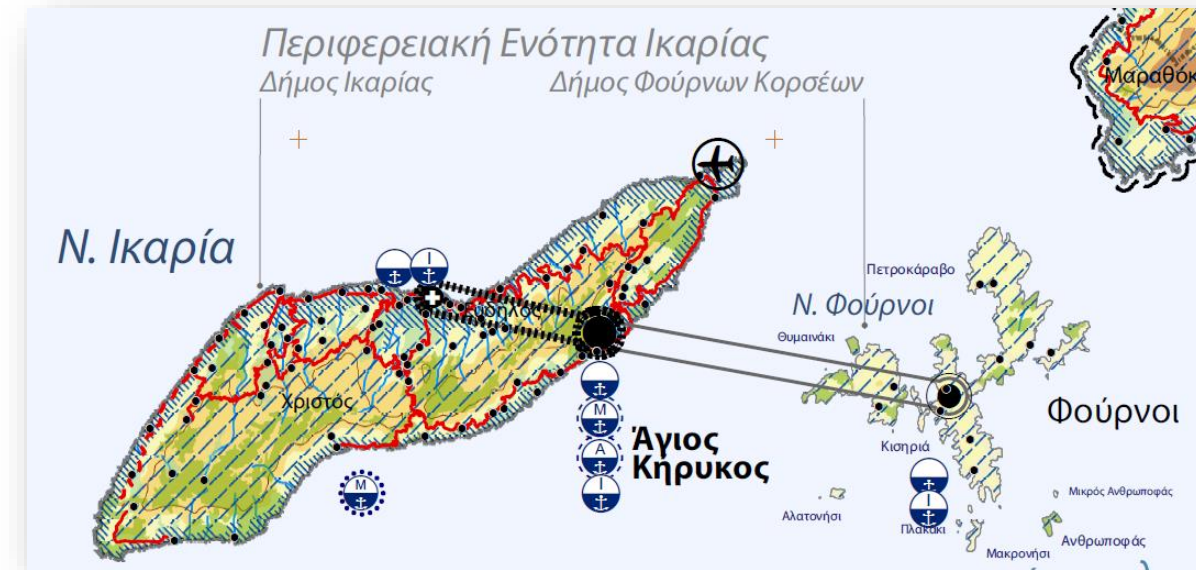 Περιφερειακή Ενότητα Ικαρίας
Δήμος Ικαρίας
Δήμος Φούρνων Κορσέων
Μαραθόκ
Ν. Ικαρία
Ι
Πετροκάραβο
Ν. Φούρνοι
Εύδηλος
Θυμαινάκι
Χριστός
Φούρνοι
Μ
Άγιος
Κήρυκος
Κισηριά
Α
Μ
Ι
Ι
Μικρός Ανθρωποφάς
Αλατονήσι
Πλακάκι
Ανθρωποφάς
Μακρονήσι